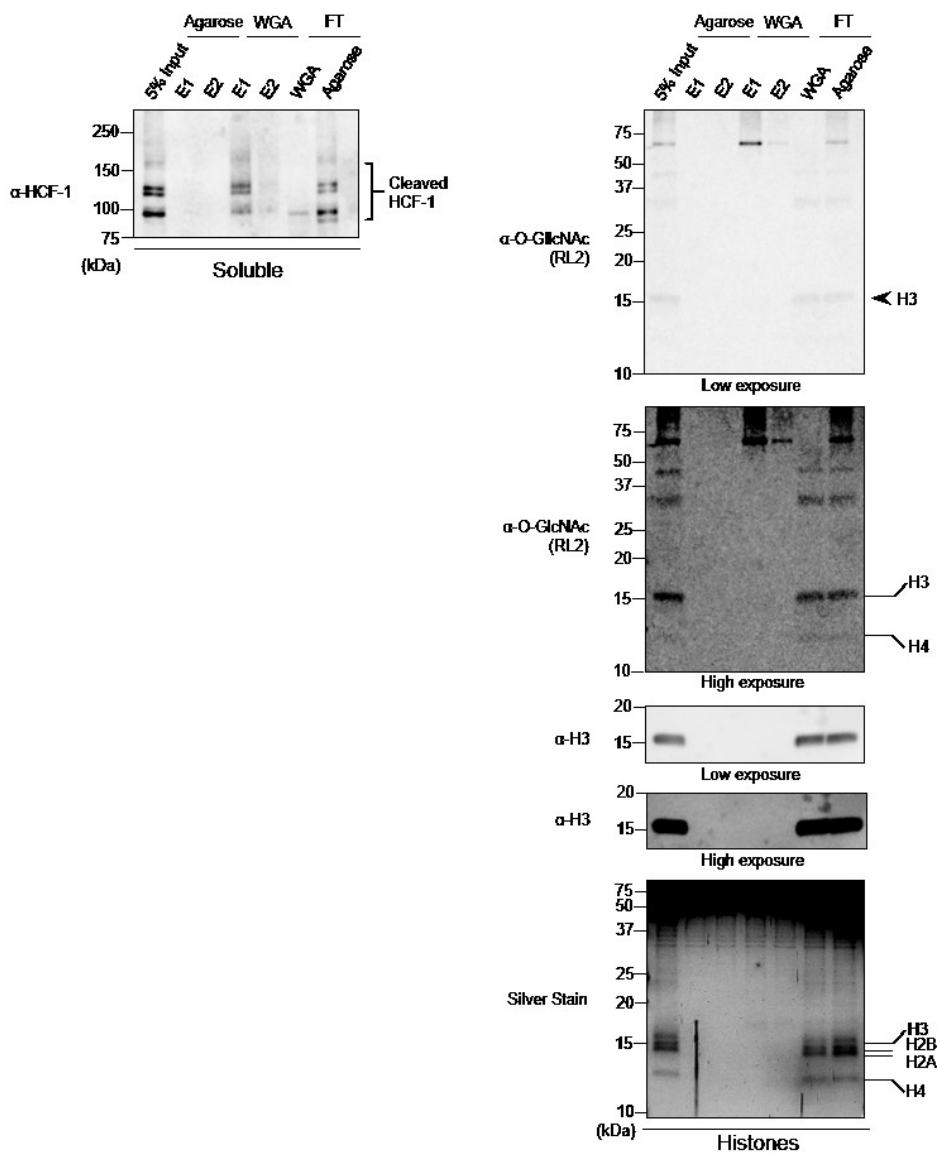 Agarose WGA FT
5% Input E1 E2 E1 E2 WGA Agarose
250
150
100
75
(kDa)
α-HCF-1
Cleaved
HCF-1
Soluble
Agarose WGA FT
5% Input E1 E2 E1 E2 WGA Agarose
75
50
37
25
20
15
10
α-O-GlcNAc
(RL2)
H3
Low exposure
75
50
37
25
20
15
10
α-O-GlcNAc
(RL2)
H3
H4
High exposure
20
15
α-H3
Low exposure
20
15
α-H3
High exposure
75
50
37
25
20
15
10
(kDa)
Silver Stain
H3
H2B
H2A
H4
Histones